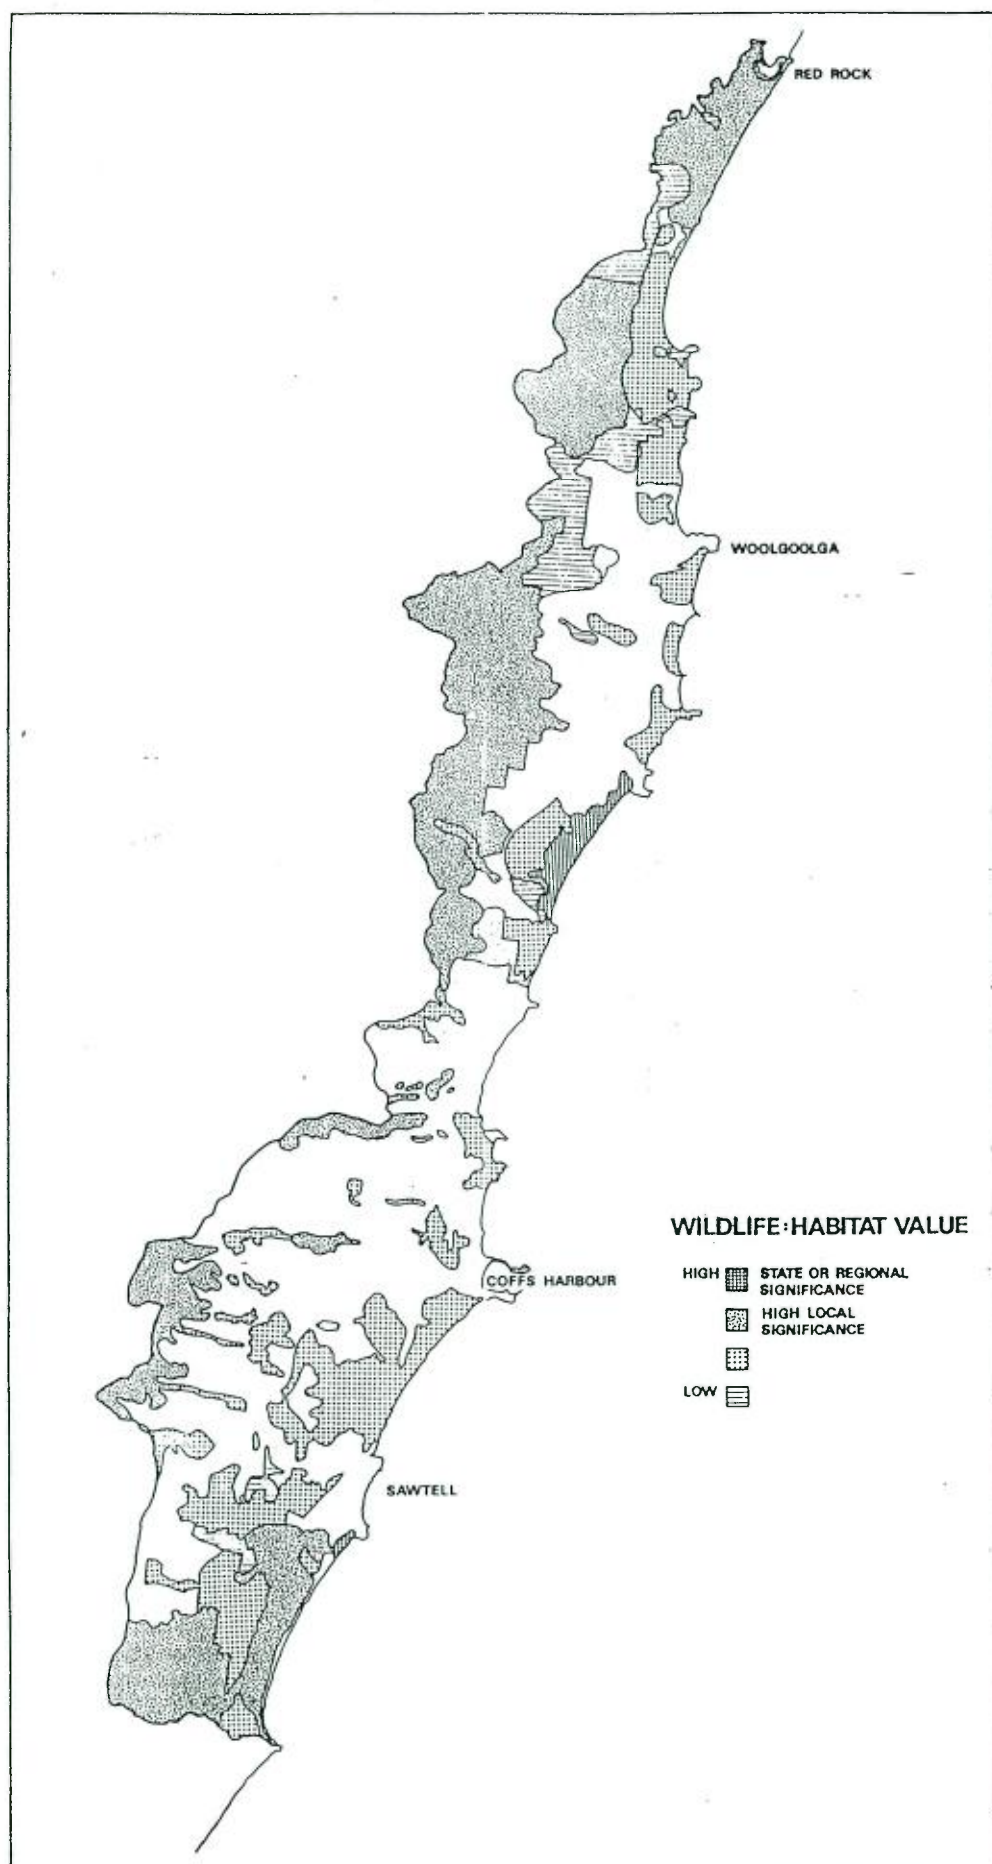 RED ROCK
WOOLGOOLGA
WILDLIFE:HABITAT VALUE
HIGH STATE OR REGIONAL
SIGNIFICANCE
COFFS HARBOUR
HIGH LOCAL
SIGNIFICANCE
LOW
SAWTELL